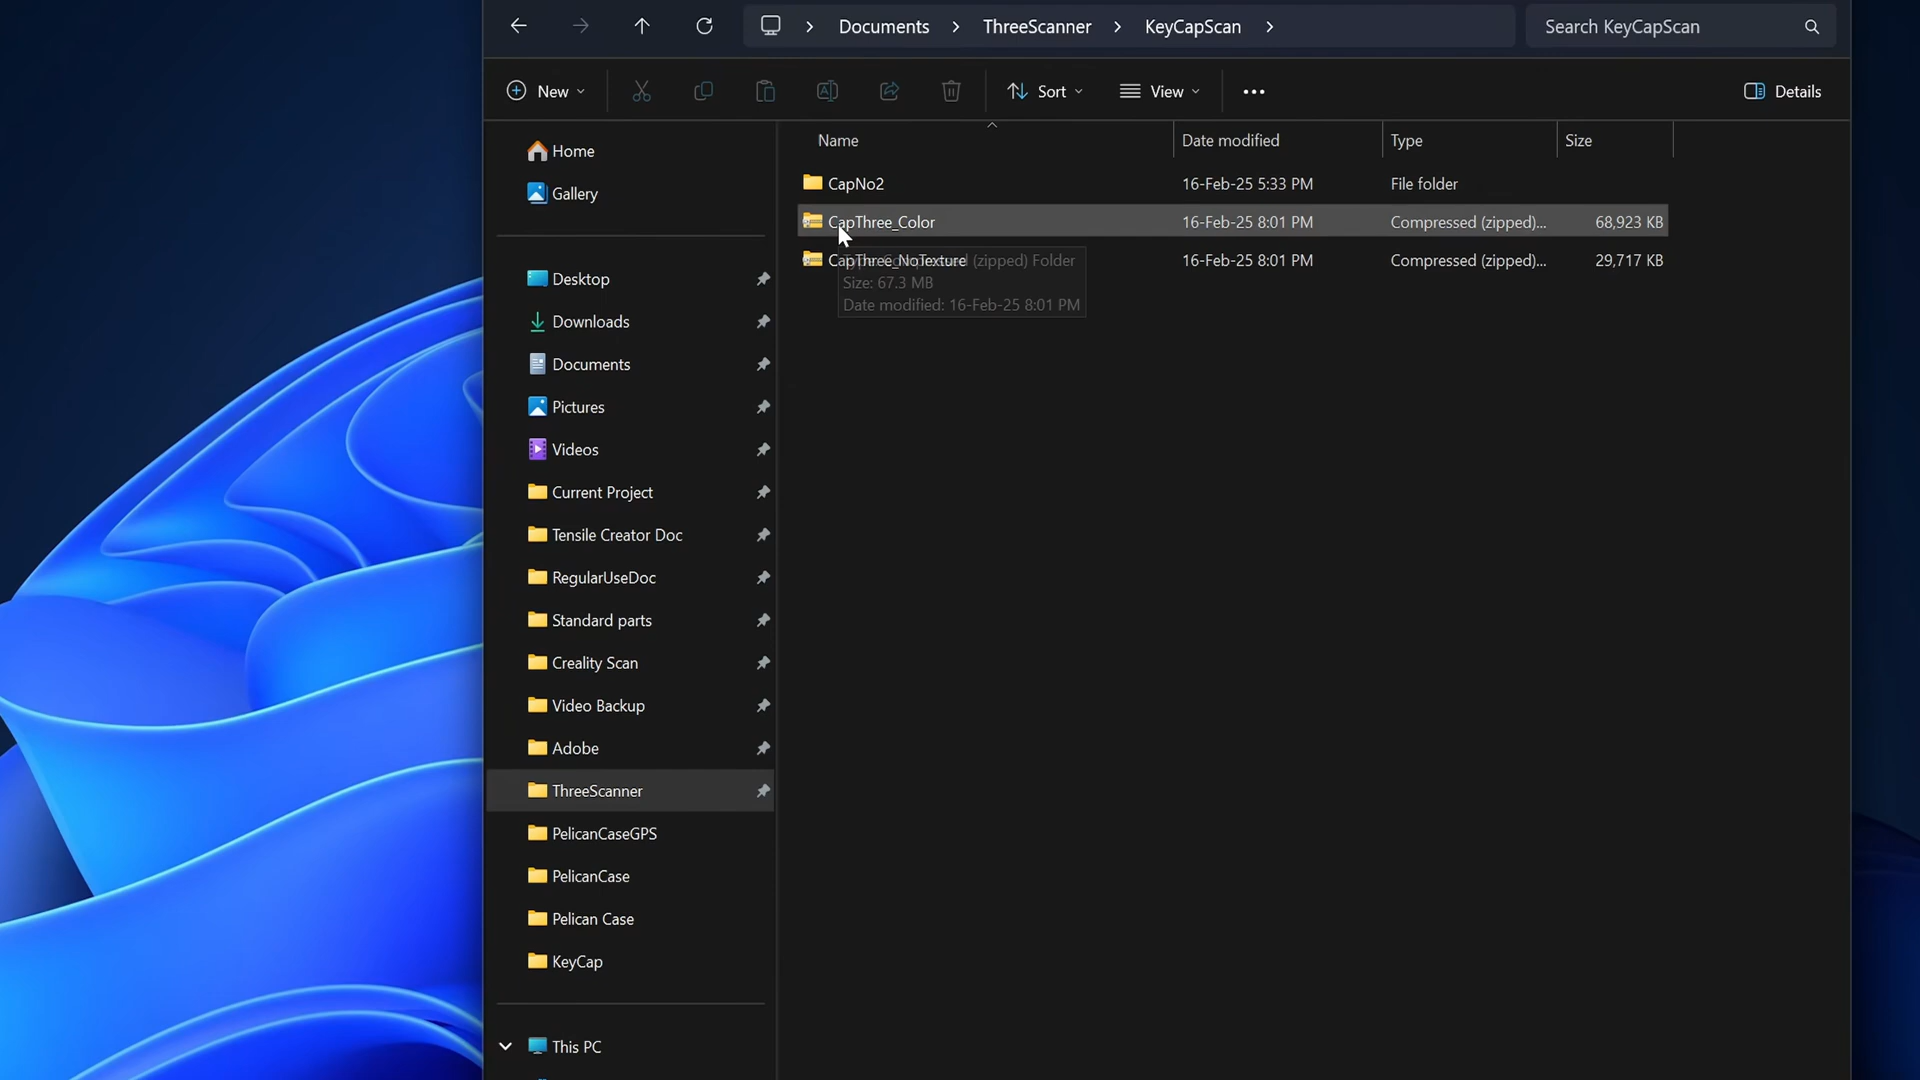 Documents > ThreeScanner > KeyCapScan >
Search KeyCapScan
New
Sort
View
Details
Name Date modified Type Size
CapNo2 16-Feb-25 5:33 PM File folder
CapThree_Color 16-Feb-25 8:01 PM Compressed (zipped)... 68,923 KB
CapThree_NoTexture 16-Feb-25 8:01 PM Compressed (zipped)... 29,717 KB
Type: Compressed (zipped) Folder
Size: 67.3 MB
Date modified: 16-Feb-25 8:01 PM
Home
Gallery
Desktop
Downloads
Documents
Pictures
Videos
Current Project
Tensile Creator Doc
RegularUseDoc
Standard parts
Creality Scan
Video Backup
Adobe
ThreeScanner
PelicanCaseGPS
PelicanCase
Pelican Case
KeyCap
This PC